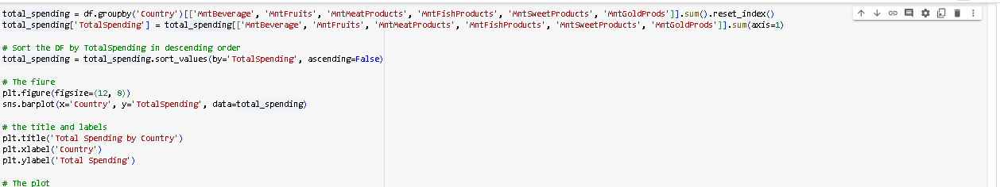 total_spending = df.groupby('Country')[['MntBeverage', 'MntFruits', 'MntMeatProducts', 'MntFishProducts', 'MntSweetProducts', 'MntGoldProds']].sum().reset_index()
total_spending['TotalSpending'] = total_spending[['MntBeverage', 'MntFruits', 'MntMeatProducts', 'MntFishProducts', 'MntSweetProducts', 'MntGoldProds']].sum(axis=1)
# Sort the DF by TotalSpending in descending order
total_spending = total_spending.sort_values(by='TotalSpending', ascending=False)
# The fiure
plt.figure(figsize=(12, 8))
sns.barplot(x='Country', y='TotalSpending', data=total_spending)
# the title and labels
plt.title('Total Spending by Country')
plt.xlabel('Country')
plt.ylabel('Total Spending')
# The plot